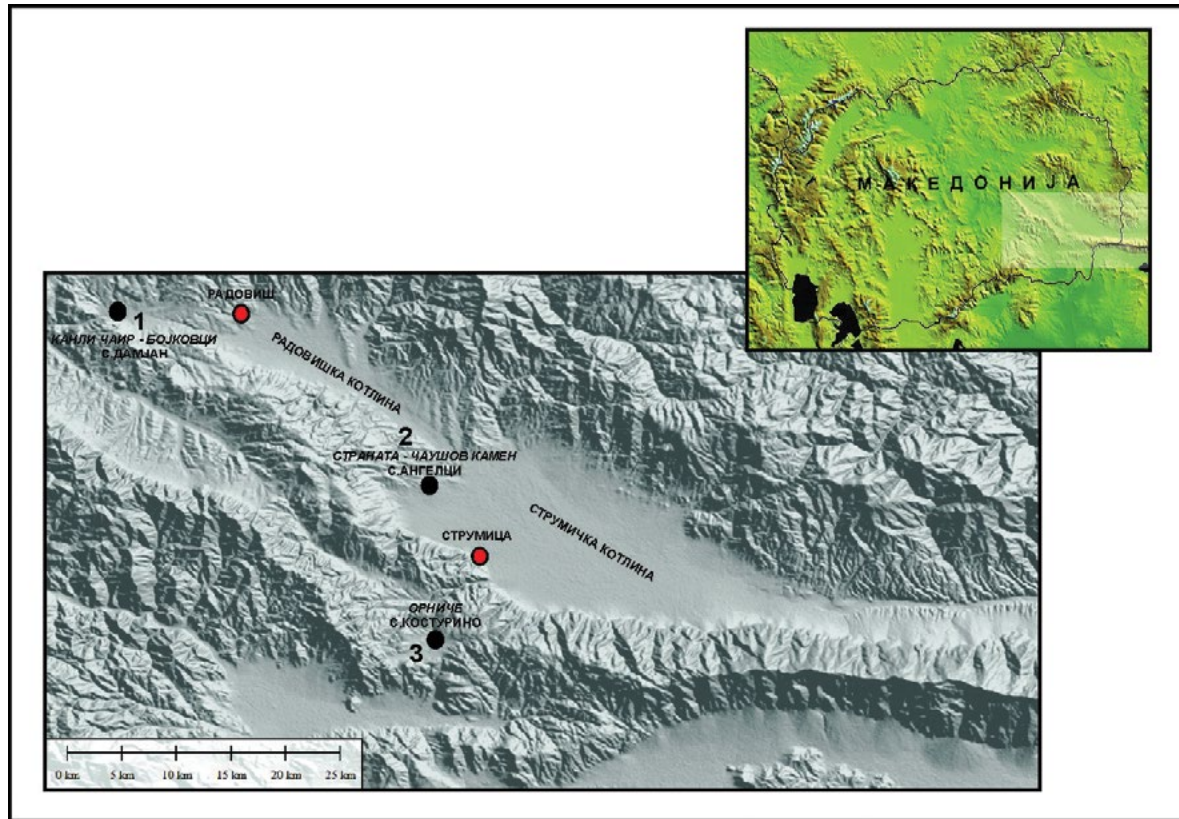 МАКЕДОНИЈА
РАДОВИШ
1
КАНЛИ ЧАИР - БОЈКОВЦИ
С.ДАМЈАН
РАДОВИШКА КОТЛИНА
2
СТРАНАТА - ЧАУШОВ КАМЕН
С.АНГЕЛЦИ
СТРУМИЦА
СТРУМИЧКА КОТЛИНА
ОРНИЧЕ
С.КОСТУРИНО
3
0 km 5 km 10 km 15 km 20 km 25 km